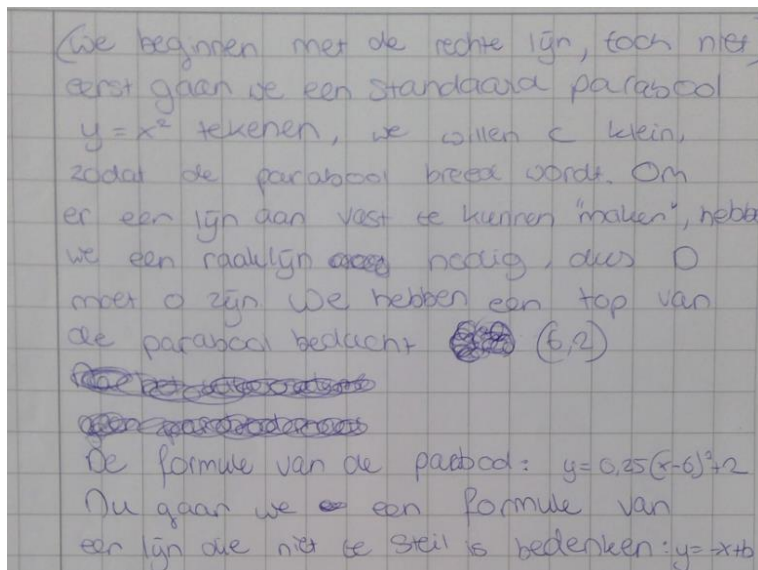 (We beginnen met de rechte lijn, toch niet)
eerst gaan we een standaard parabool
y = x² tekenen, we willen c klein,
zodat de parabool breed wordt. Om
er een lijn aan vast te kunnen "maken", hebb
we een raaklijn nodig, dus D
moet 0 zijn We hebben een top van
de parabool bedacht (6,2)
De formule van de parbool: y=0,25(x-6)²+2
Nu gaan we een formule van
een lijn die niet te steil is bedenken: y=-x+b